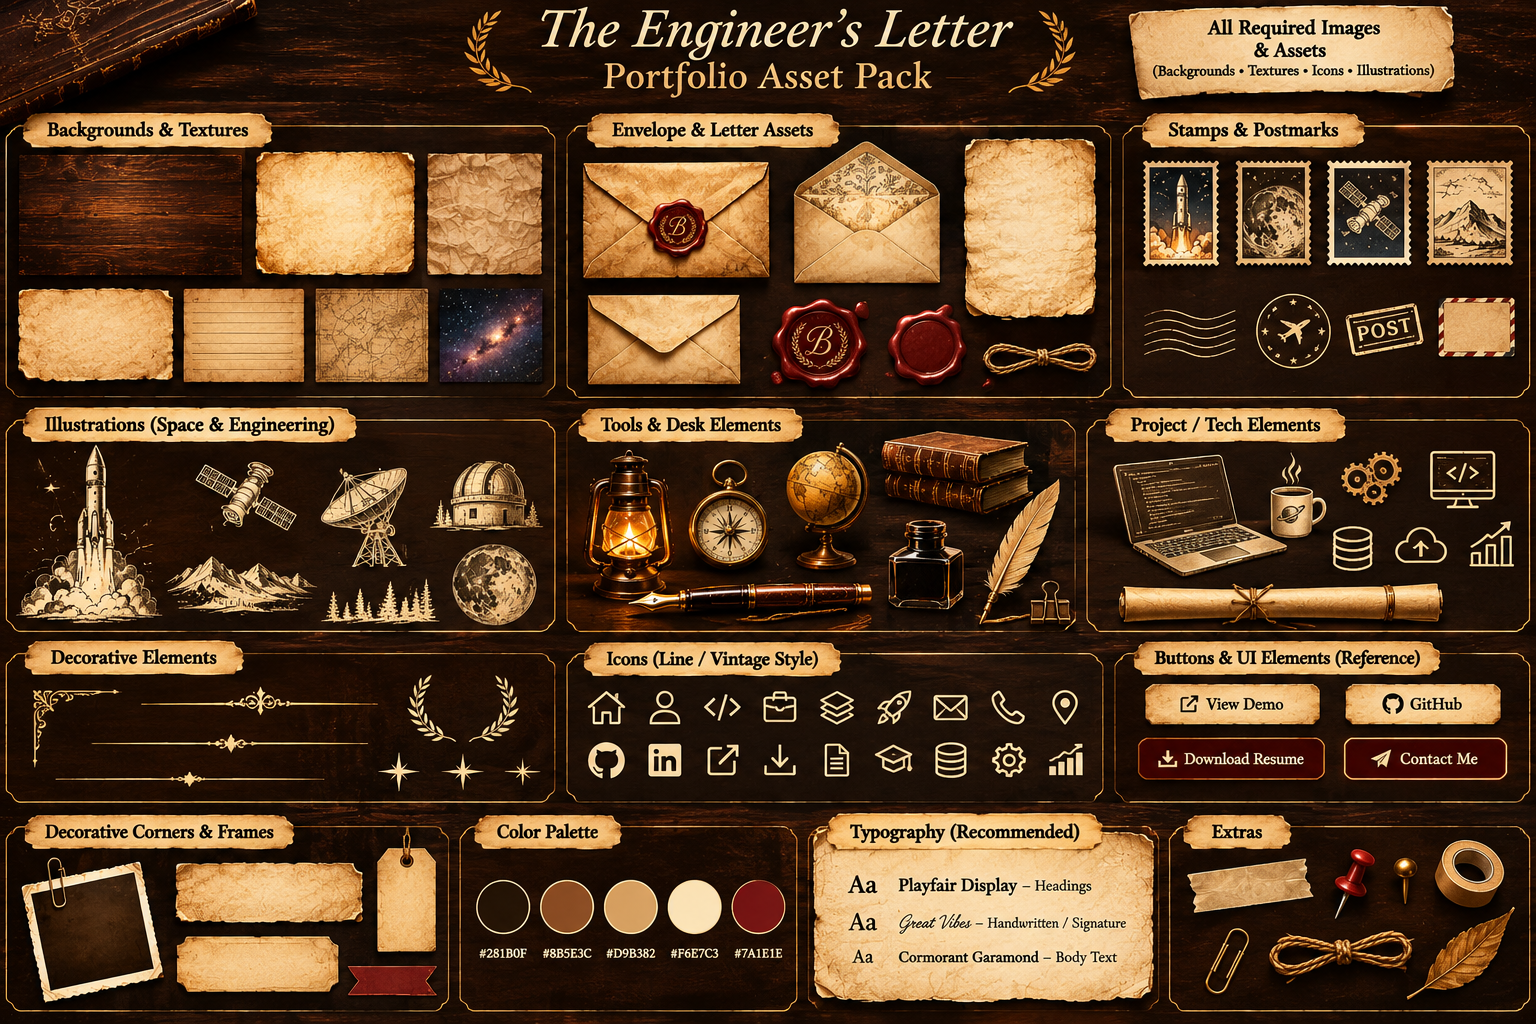 The Engineer's Letter
Portfolio Asset Pack
All Required Images
& Assets
(Backgrounds • Textures • Icons • Illustrations)
Backgrounds & Textures
Envelope & Letter Assets
B
B
Stamps & Postmarks
POST
Illustrations (Space & Engineering)
Tools & Desk Elements
Project / Tech Elements
</>
Decorative Elements
Icons (Line / Vintage Style)
</>
in
Buttons & UI Elements (Reference)
View Demo
GitHub
Download Resume
Contact Me
Decorative Corners & Frames
Color Palette
#281B0F
#8B5E3C
#D9B382
#F6E7C3
#7A1E1E
Typography (Recommended)
Aa Playfair Display – Headings
Aa Great Vibes – Handwritten / Signature
Aa Cormorant Garamond – Body Text
Extras